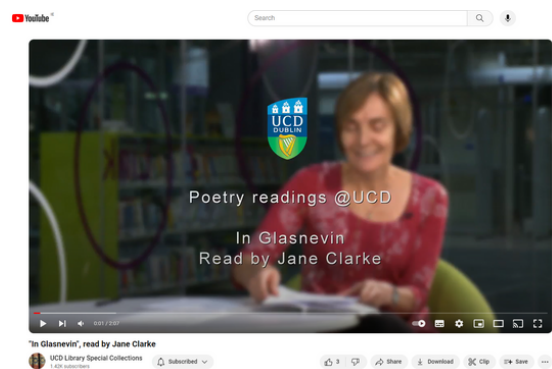 YouTube
Search
UCD
DUBLIN
Poetry readings @UCD
In Glasnevin
Read by Jane Clarke
0:01 / 2:07
"In Glasnevin", read by Jane Clarke
UCD Library Special Collections
1.42K subscribers
Subscribed
3
Share
Download
Clip
Save